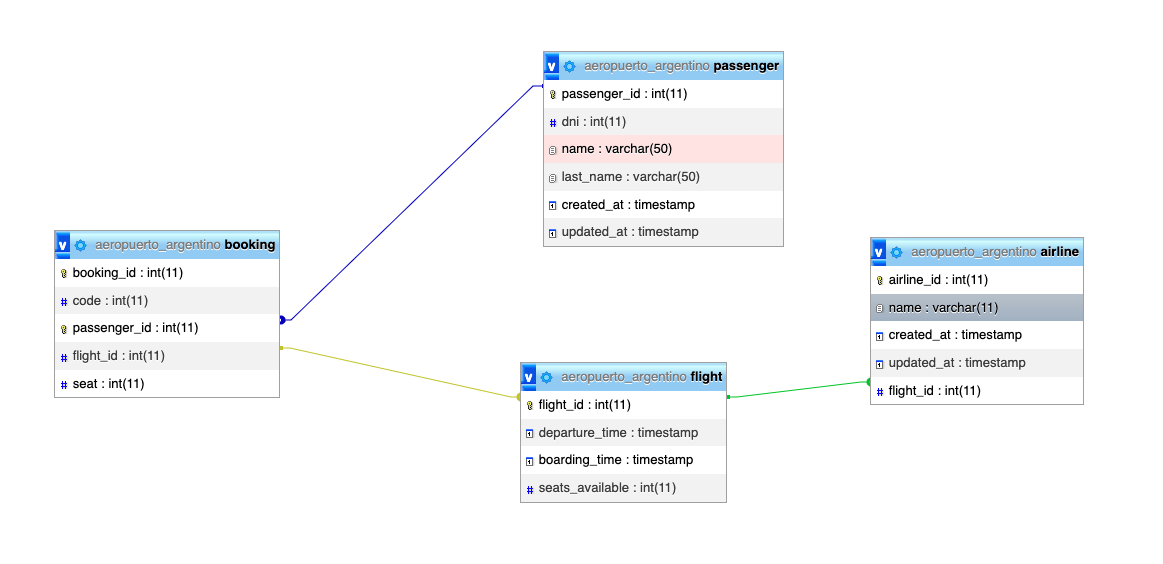 v aeropuerto_argentino passenger
passenger_id : int(11)
# dni : int(11)
name : varchar(50)
last_name : varchar(50)
created_at : timestamp
updated_at : timestamp
v aeropuerto_argentino booking
booking_id : int(11)
# code : int(11)
passenger_id : int(11)
# flight_id : int(11)
# seat : int(11)
v aeropuerto_argentino airline
airline_id : int(11)
name : varchar(11)
created_at : timestamp
updated_at : timestamp
# flight_id : int(11)
v aeropuerto_argentino flight
flight_id : int(11)
departure_time : timestamp
boarding_time : timestamp
# seats_available : int(11)